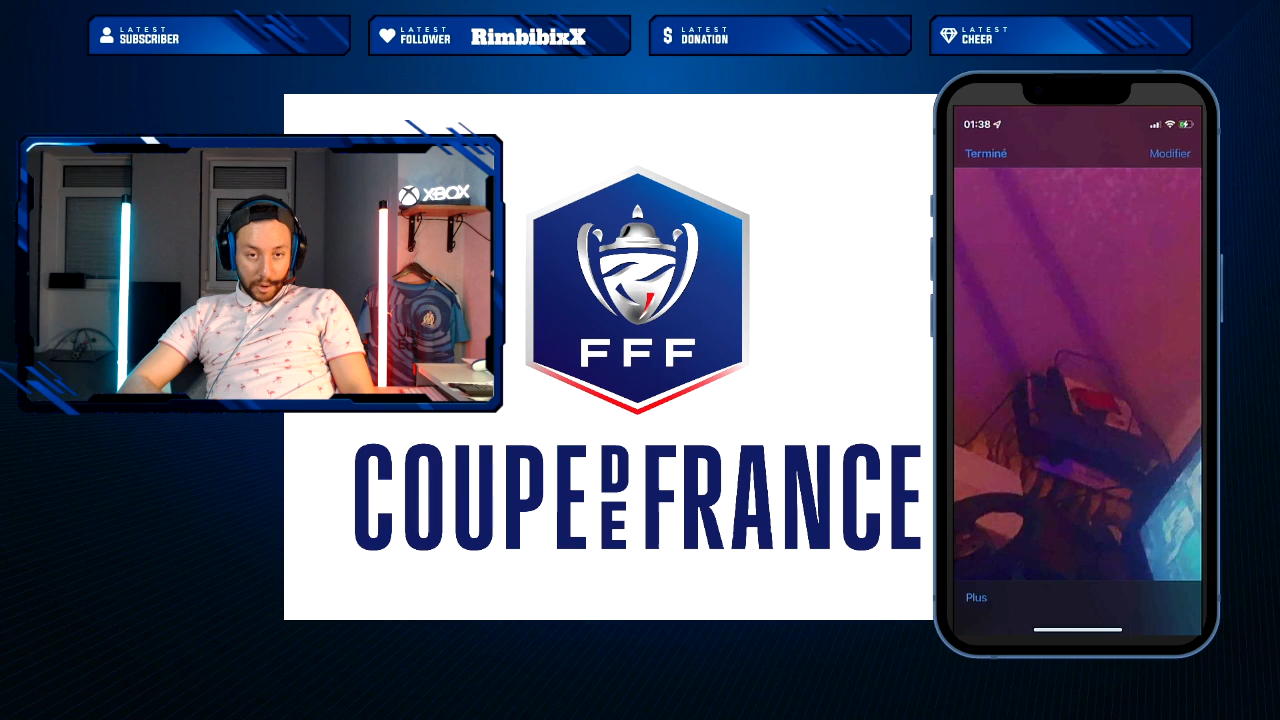 LATEST
SUBSCRIBER
LATEST
FOLLOWER
RimbibixX
LATEST
DONATION
LATEST
CHEER
XBOX
01:38
Terminé
Modifier
FFF
COUPE DE FRANCE
Plus